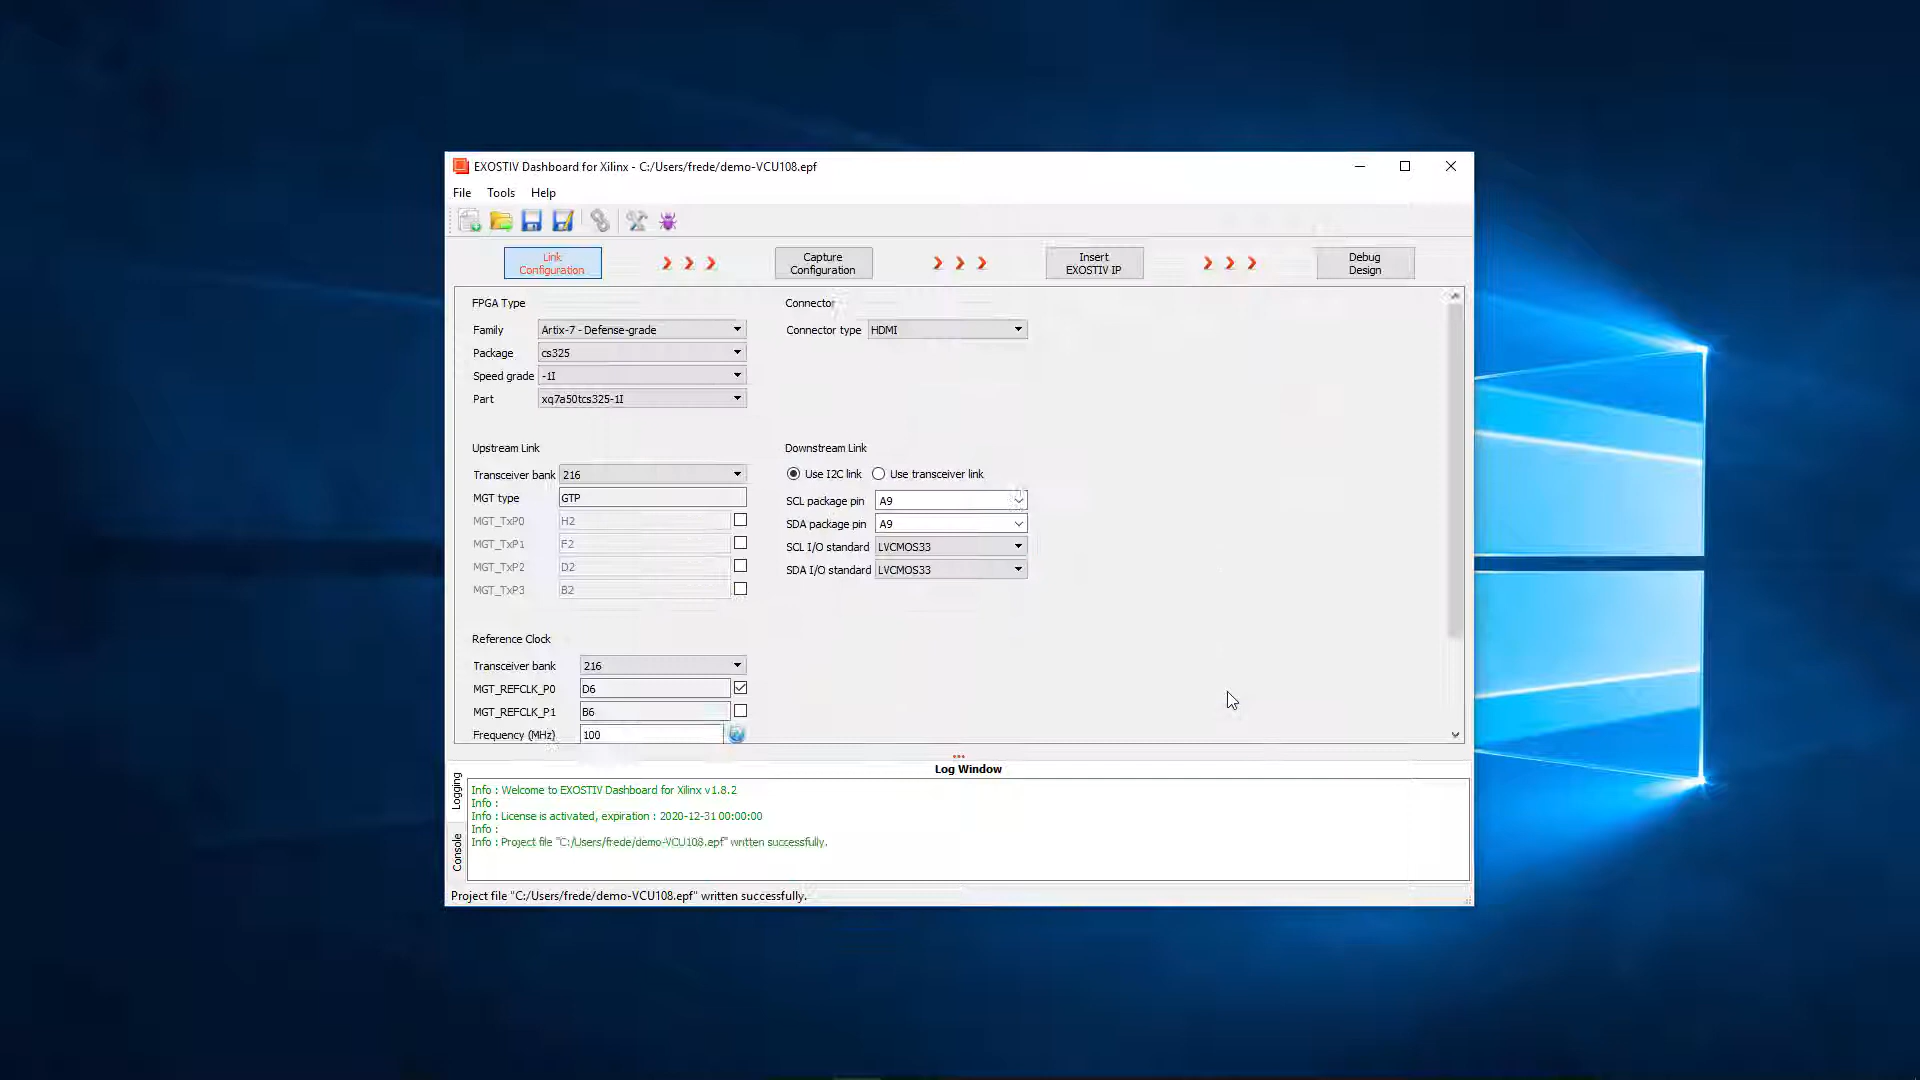 EXOSTIV Dashboard for Xilinx - C:/Users/frede/demo-VCU108.epf
File Tools Help
Link Configuration
Capture Configuration
Insert EXOSTIV IP
Debug Design
FPGA Type
Family Artix-7 - Defense-grade
Package cs325
Speed grade -1I
Part xq7a50tcs325-1I
Connector
Connector type HDMI
Upstream Link
Transceiver bank 216
MGT type GTP
MGT_TxP0 H2
MGT_TxP1 F2
MGT_TxP2 D2
MGT_TxP3 B2
Downstream Link
Use I2C link Use transceiver link
SCL package pin A9
SDA package pin A9
SCL I/O standard LVCMOS33
SDA I/O standard LVCMOS33
Reference Clock
Transceiver bank 216
MGT_REFCLK_P0 D6
MGT_REFCLK_P1 B6
Frequency (MHz) 100
Log Window
Logging
Console
Info : Welcome to EXOSTIV Dashboard for Xilinx v1.8.2
Info :
Info : License is activated, expiration : 2020-12-31 00:00:00
Info :
Info : Project file "C:/Users/frede/demo-VCU108.epf" written successfully.
Project file "C:/Users/frede/demo-VCU108.epf" written successfully.